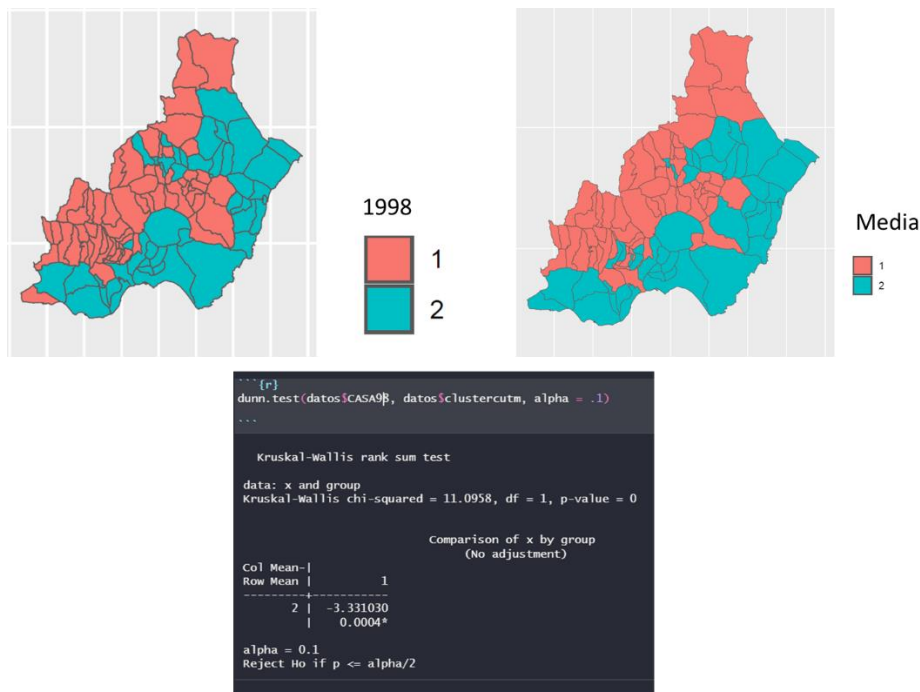 1998
1
2
Media
1
2
```{r}
dunn.test(datos$CASA98, datos$clustercutm, alpha = .1)
```
Kruskal-Wallis rank sum test
data: x and group
Kruskal-Wallis chi-squared = 11.0958, df = 1, p-value = 0
Comparison of x by group
(No adjustment)
Col Mean-|
Row Mean |          1
---------+-----------
2 |  -3.331030
|    0.0004*
alpha = 0.1
Reject Ho if p <= alpha/2